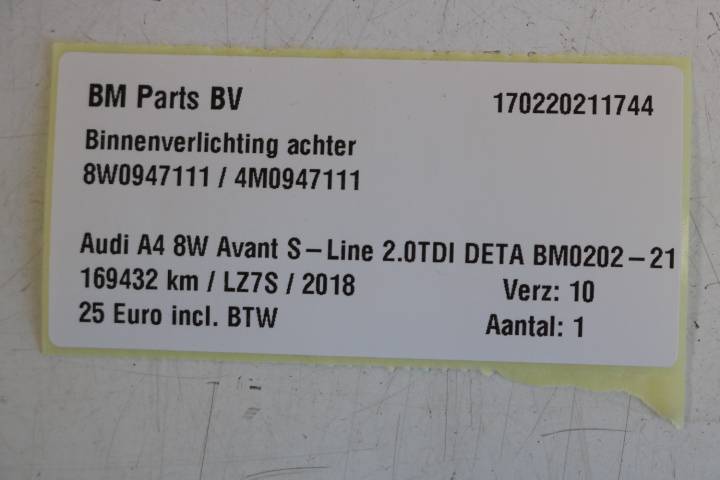 BM Parts BV 170220211744
Binnenverlichting achter
8W0947111 / 4M0947111
Audi A4 8W Avant S-Line 2.0TDI DETA BM0202-21
169432 km / LZ7S / 2018 Verz: 10
25 Euro incl. BTW Aantal: 1